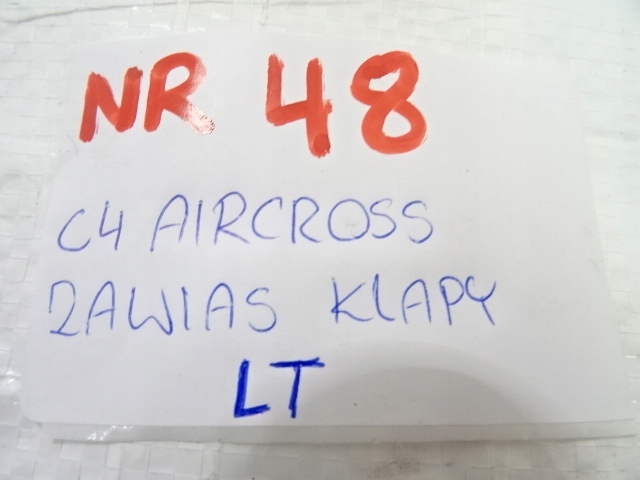 NR 48
C4 AIRCROSS
ZAWIAS KLAPY
LT